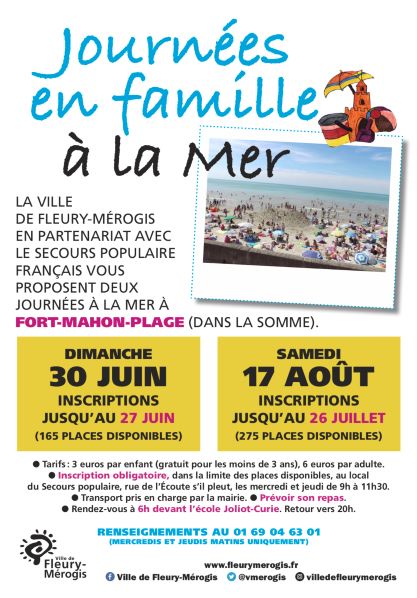 Journées
en famille
à la Mer
LA VILLE
DE FLEURY-MÉROGIS
EN PARTENARIAT AVEC
LE SECOURS POPULAIRE
FRANÇAIS VOUS
PROPOSENT DEUX
JOURNÉES À LA MER À
FORT-MAHON-PLAGE (DANS LA SOMME).
DIMANCHE
30 JUIN
INSCRIPTIONS
JUSQU'AU 27 JUIN
(165 PLACES DISPONIBLES)
SAMEDI
17 AOÛT
INSCRIPTIONS
JUSQU'AU 26 JUILLET
(275 PLACES DISPONIBLES)
● Tarifs : 3 euros par enfant (gratuit pour les moins de 3 ans), 6 euros par adulte.
● Inscription obligatoire, dans la limite des places disponibles, au local
du Secours populaire, rue de l'Écoute s'il pleut, les mercredi et jeudi de 9h à 11h30.
● Transport pris en charge par la mairie. ● Prévoir son repas.
● Rendez-vous à 6h devant l'école Joliot-Curie. Retour vers 20h.
RENSEIGNEMENTS AU 01 69 04 63 01
(MERCREDIS ET JEUDIS MATINS UNIQUEMENT)
Ville de
Fleury-
Mérogis
www.fleurymerogis.fr
Ville de Fleury-Mérogis @vmerogis villedefleurymerogis